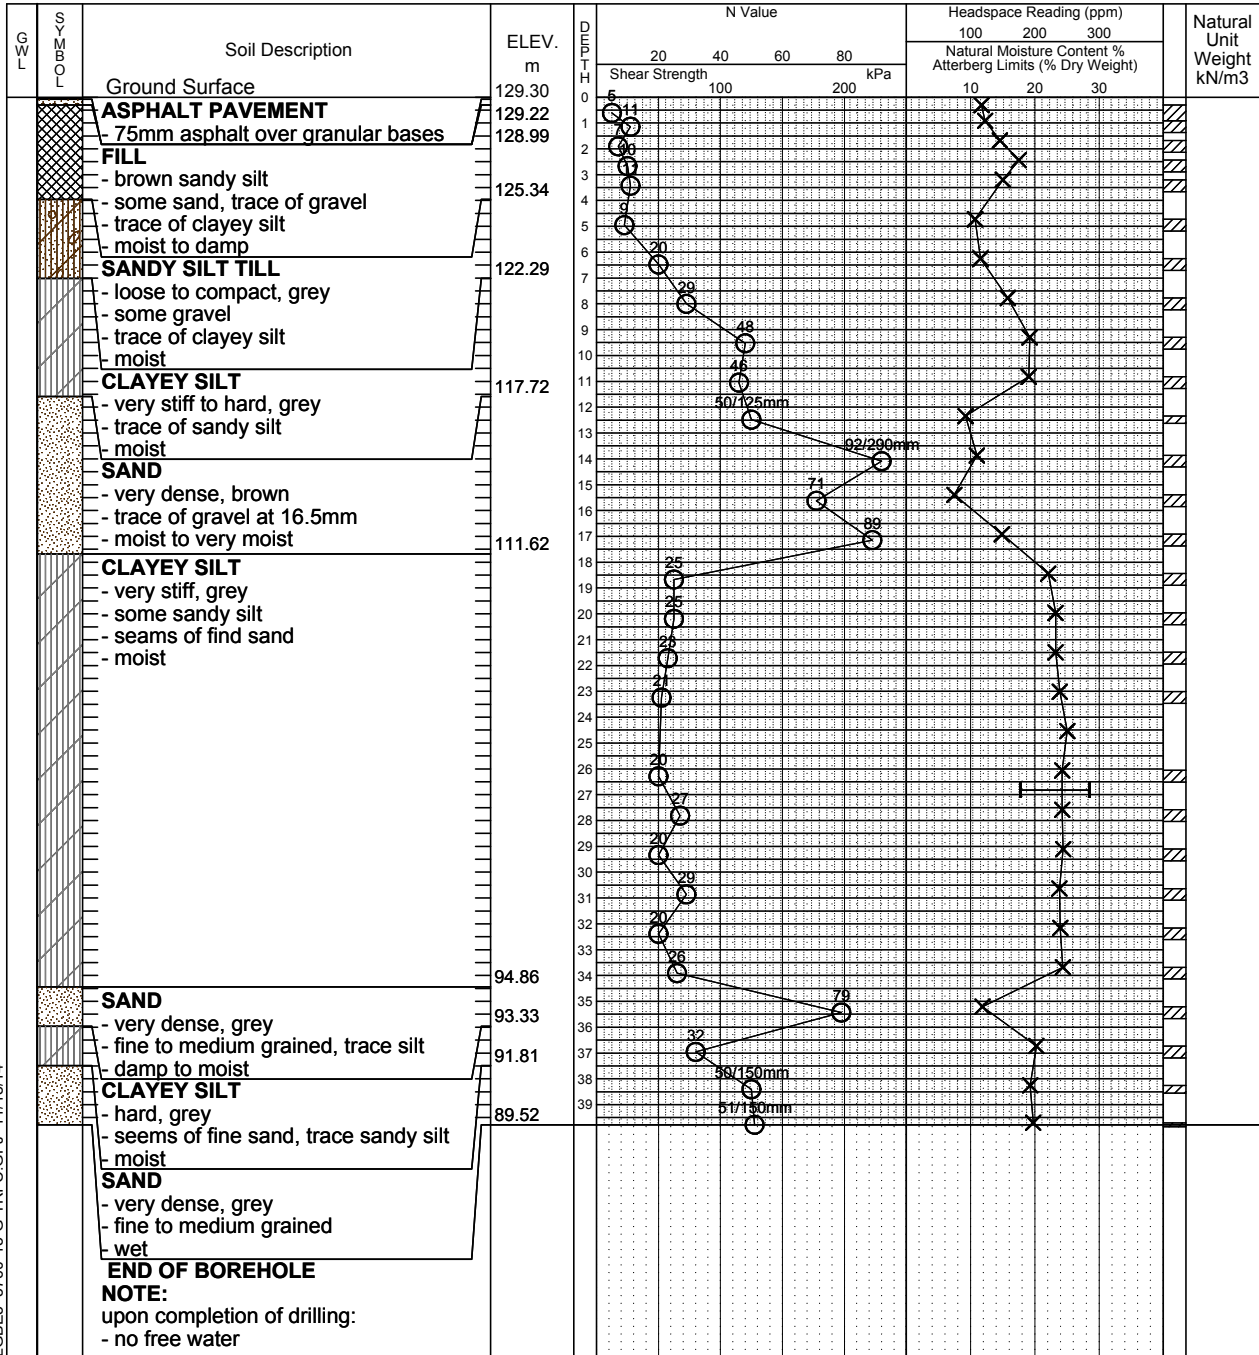 GWL
SYMBOL
Soil Description
Ground Surface
ELEV.
m
129.30
DEPTH
N Value
20 40 60 80
Shear Strength kPa
100 200
Headspace Reading (ppm)
100 200 300
Natural Moisture Content %
Atterberg Limits (% Dry Weight)
10 20 30
Natural
Unit
Weight
kN/m3
ASPHALT PAVEMENT
- 75mm asphalt over granular bases
FILL
- brown sandy silt
- some sand, trace of gravel
- trace of clayey silt
- moist to damp
SANDY SILT TILL
- loose to compact, grey
- some gravel
- trace of clayey silt
- moist
CLAYEY SILT
- very stiff to hard, grey
- trace of sandy silt
- moist
SAND
- very dense, brown
- trace of gravel at 16.5mm
- moist to very moist
CLAYEY SILT
- very stiff, grey
- some sandy silt
- seams of find sand
- moist
SAND
- very dense, grey
- fine to medium grained, trace silt
- damp to moist
CLAYEY SILT
- hard, grey
- seems of fine sand, trace sandy silt
- moist
SAND
- very dense, grey
- fine to medium grained
- wet
END OF BOREHOLE
NOTE:
upon completion of drilling:
- no free water
129.22
128.99
125.34
122.29
117.72
111.62
94.86
93.33
91.81
89.52
0
1
2
3
4
5
6
7
8
9
10
11
12
13
14
15
16
17
18
19
20
21
22
23
24
25
26
27
28
29
30
31
32
33
34
35
36
37
38
39
5
11
7
10
11
9
20
29
48
46
50/125mm
92/290mm
71
89
25
25
23
21
20
27
20
29
20
26
79
32
50/150mm
51/150mm